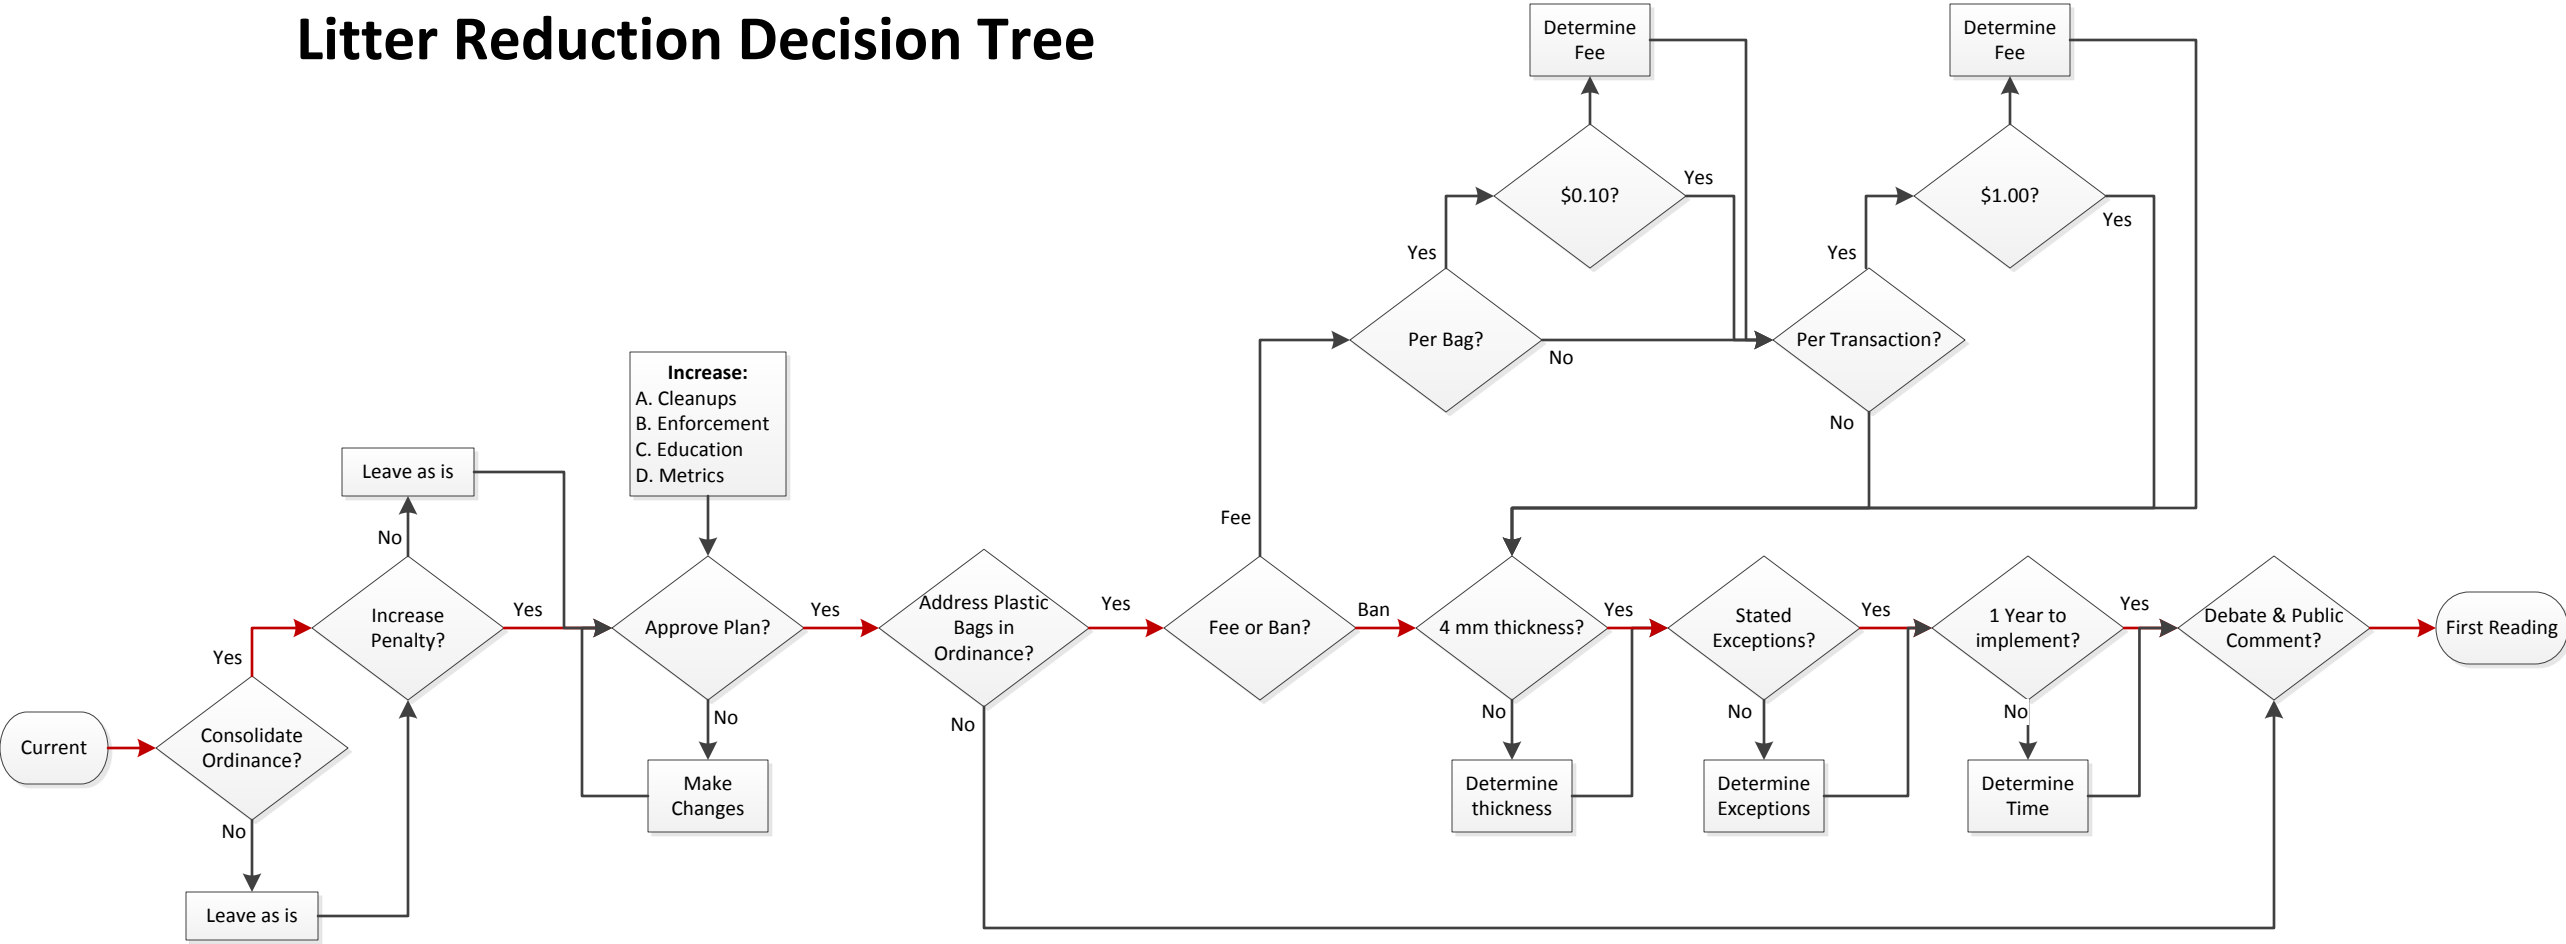 Litter Reduction Decision Tree
Determine
Fee
Determine
Fee
$0.10?
Yes
$1.00?
Yes
Yes
Yes
Per Bag?
No
Per Transaction?
No
Increase:
A. Cleanups
B. Enforcement
C. Education
D. Metrics
Leave as is
No
Fee
Increase
Penalty?
Yes
Approve Plan?
Yes
Address Plastic
Bags in
Ordinance?
Yes
Fee or Ban?
Ban
4 mm thickness?
Yes
Stated
Exceptions?
Yes
1 Year to
implement?
Yes
Debate & Public
Comment?
First Reading
Yes
No
No
No
No
No
Current
Consolidate
Ordinance?
Make
Changes
Determine
thickness
Determine
Exceptions
Determine
Time
No
Leave as is